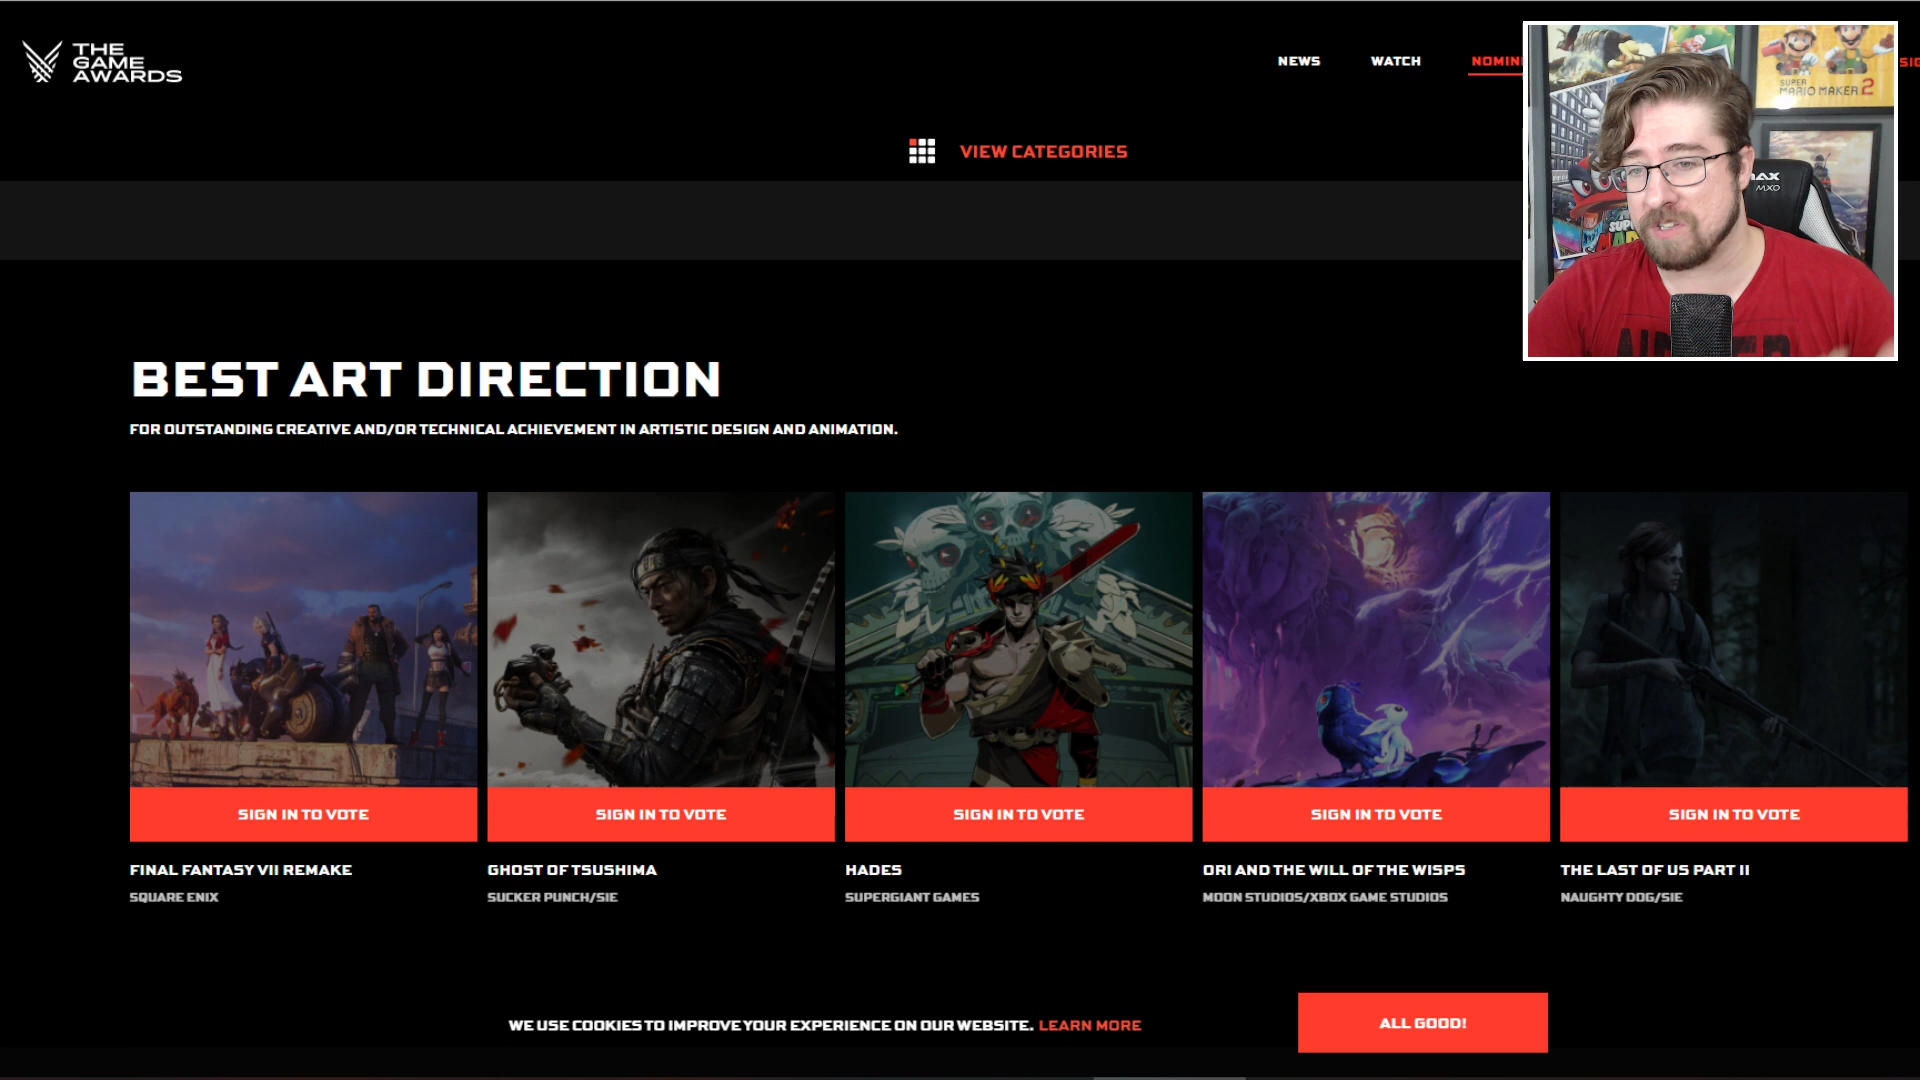 THE
GAME
AWARDS
NEWS
WATCH
NOMIN
SIG
VIEW CATEGORIES
SUPER
MARIO MAKER 2
MXO
BEST ART DIRECTION
FOR OUTSTANDING CREATIVE AND/OR TECHNICAL ACHIEVEMENT IN ARTISTIC DESIGN AND ANIMATION.
SIGN IN TO VOTE
SIGN IN TO VOTE
SIGN IN TO VOTE
SIGN IN TO VOTE
SIGN IN TO VOTE
FINAL FANTASY VII REMAKE
GHOST OF TSUSHIMA
HADES
ORI AND THE WILL OF THE WISPS
THE LAST OF US PART II
SQUARE ENIX
SUCKER PUNCH/SIE
SUPERGIANT GAMES
MOON STUDIOS/XBOX GAME STUDIOS
NAUGHTY DOG/SIE
WE USE COOKIES TO IMPROVE YOUR EXPERIENCE ON OUR WEBSITE. LEARN MORE
ALL GOOD!